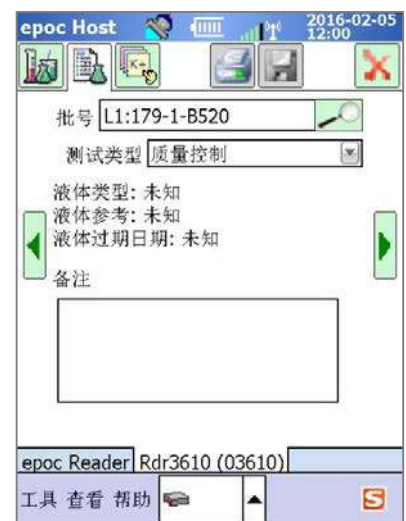 epoc Host
2016-02-05
12:00
K+
批号 L1:179-1-B520
测试类型 质量控制
液体类型: 未知
液体参考: 未知
液体过期日期: 未知
备注
epoc Reader Rdr3610 (03610)
工具 查看 帮助
S